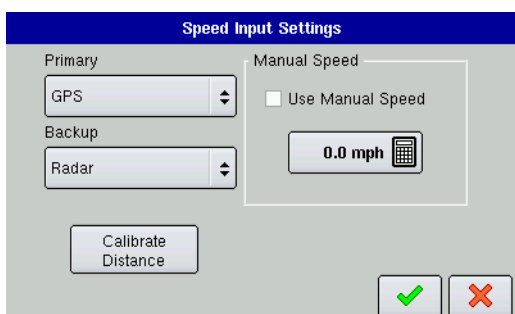 Speed Input Settings
Primary
GPS
Backup
Radar
Manual Speed
Use Manual Speed
0.0 mph
Calibrate
Distance